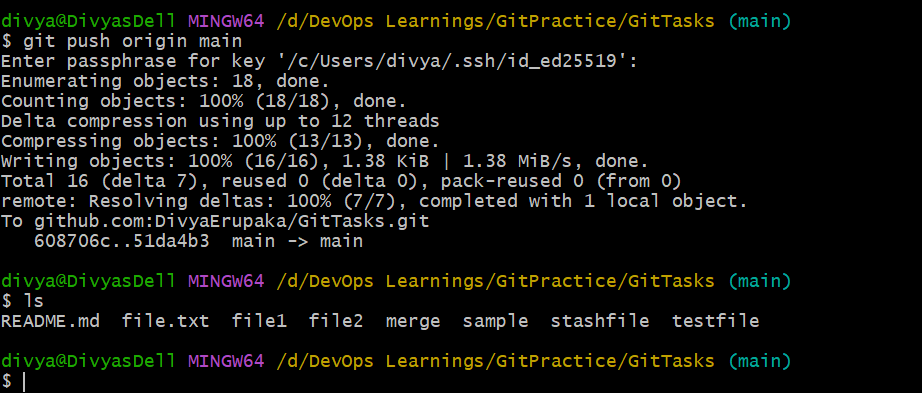 divya@DivyasDell MINGW64 /d/DevOps Learnings/GitPractice/GitTasks (main)
$ git push origin main
Enter passphrase for key '/c/Users/divya/.ssh/id_ed25519':
Enumerating objects: 18, done.
Counting objects: 100% (18/18), done.
Delta compression using up to 12 threads
Compressing objects: 100% (13/13), done.
Writing objects: 100% (16/16), 1.38 KiB | 1.38 MiB/s, done.
Total 16 (delta 7), reused 0 (delta 0), pack-reused 0 (from 0)
remote: Resolving deltas: 100% (7/7), completed with 1 local object.
To github.com:DivyaErupaka/GitTasks.git
   608706c..51da4b3  main -> main
divya@DivyasDell MINGW64 /d/DevOps Learnings/GitPractice/GitTasks (main)
$ ls
README.md  file.txt  file1  file2  merge  sample  stashfile  testfile
divya@DivyasDell MINGW64 /d/DevOps Learnings/GitPractice/GitTasks (main)
$